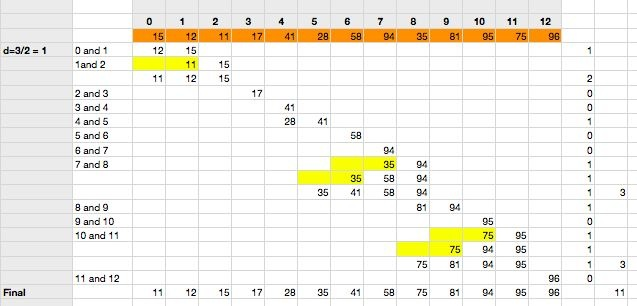 0 1 2 3 4 5 6 7 8 9 10 11 12
15 12 11 17 41 28 58 94 35 81 95 75 96
d=3/2 = 1 0 and 1 12 15 1
1and 2 11 15
11 12 15 2
2 and 3 17 0
3 and 4 41 0
4 and 5 28 41 1
5 and 6 58 0
6 and 7 94 0
7 and 8 35 94 1
35 58 94 1
35 41 58 94 1 3
8 and 9 81 94 1
9 and 10 95 0
10 and 11 75 95 1
75 94 95 1
75 81 94 95 1 3
11 and 12 96 0
Final 11 12 15 17 28 35 41 58 75 81 94 95 96 11